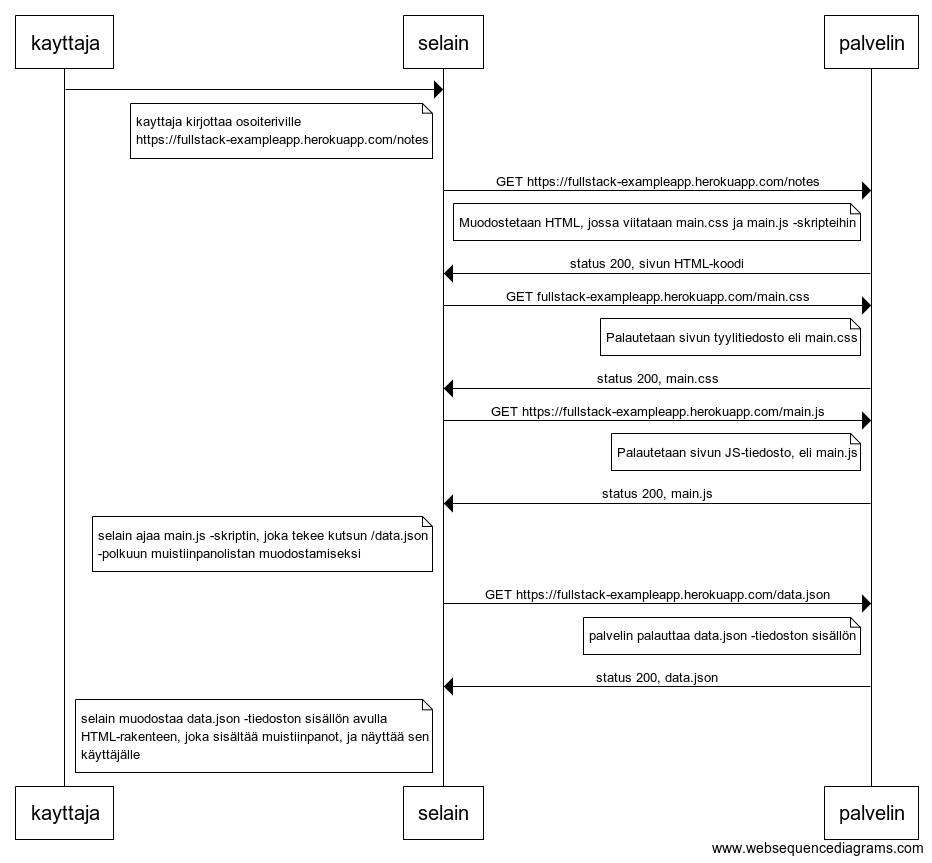 kayttaja
selain
palvelin
kayttaja kirjottaa osoiteriville
https://fullstack-exampleapp.herokuapp.com/notes
GET https://fullstack-exampleapp.herokuapp.com/notes
Muodostetaan HTML, jossa viitataan main.css ja main.js -skripteihin
status 200, sivun HTML-koodi
GET fullstack-exampleapp.herokuapp.com/main.css
Palautetaan sivun tyylitiedosto eli main.css
status 200, main.css
GET https://fullstack-exampleapp.herokuapp.com/main.js
Palautetaan sivun JS-tiedosto, eli main.js
status 200, main.js
selain ajaa main.js -skriptin, joka tekee kutsun /data.json
-polkuun muistiinpanolistan muodostamiseksi
GET https://fullstack-exampleapp.herokuapp.com/data.json
palvelin palauttaa data.json -tiedoston sisällön
status 200, data.json
selain muodostaa data.json -tiedoston sisällön avulla
HTML-rakenteen, joka sisältää muistiinpanot, ja näyttää sen
käyttäjälle
kayttaja
selain
palvelin
www.websequencediagrams.com